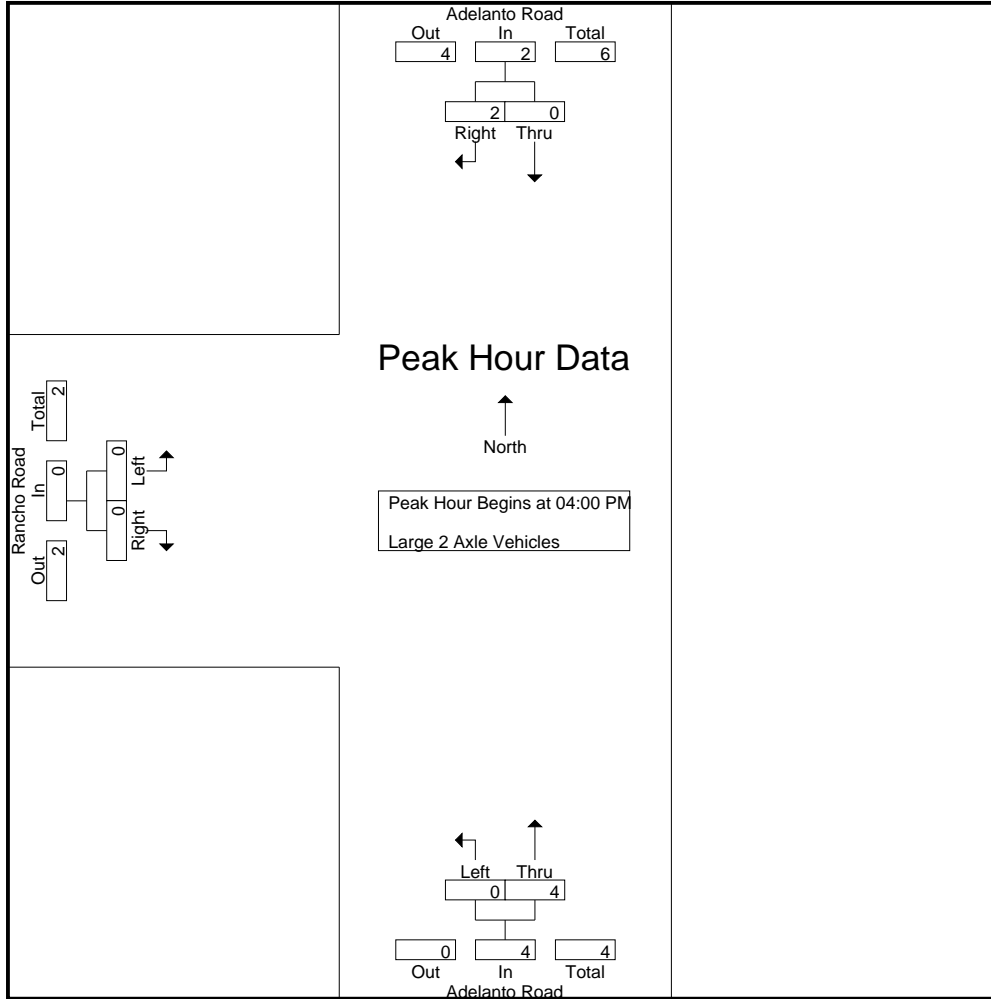 Adelanto Road
Out In Total
4 2 6
2 0
Right Thru
Peak Hour Data
North
Peak Hour Begins at 04:00 PM
Large 2 Axle Vehicles
Rancho Road
Out In Total
2 0 2
0 0
Right Left
Left Thru
0 4
0 4 4
Out In Total
Adelanto Road